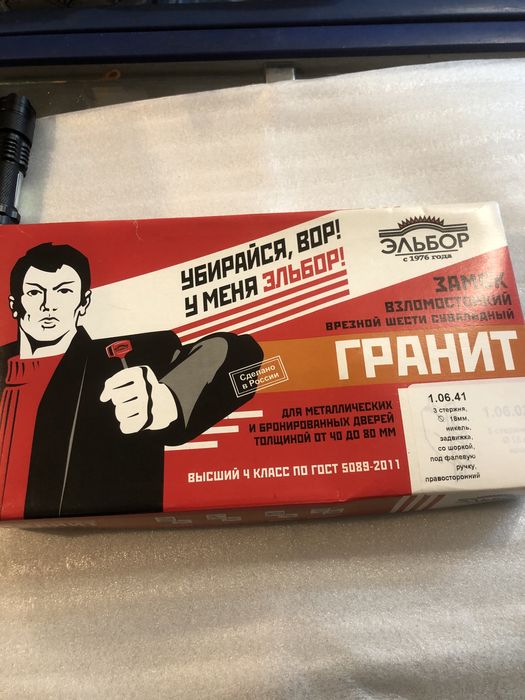 УБИРАЙСЯ, ВОР!
У МЕНЯ ЭЛЬБОР!
ЭЛЬБОР
с 1976 года
ЗАМОК
ВЗЛОМОСТОЙКИЙ
ВРЕЗНОЙ ШЕСТИ СУВАЛЬДНЫЙ
ГРАНИТ
Сделано
в России
ДЛЯ МЕТАЛЛИЧЕСКИХ
И БРОНИРОВАННЫХ ДВЕРЕЙ
ТОЛЩИНОЙ ОТ 40 ДО 80 ММ
ВЫСШИЙ 4 КЛАСС ПО ГОСТ 5089-2011
1.06.41
3 стержня,
∅ 18мм,
никель,
задвижка,
со шторкой,
под фалевую
ручку,
правосторонний